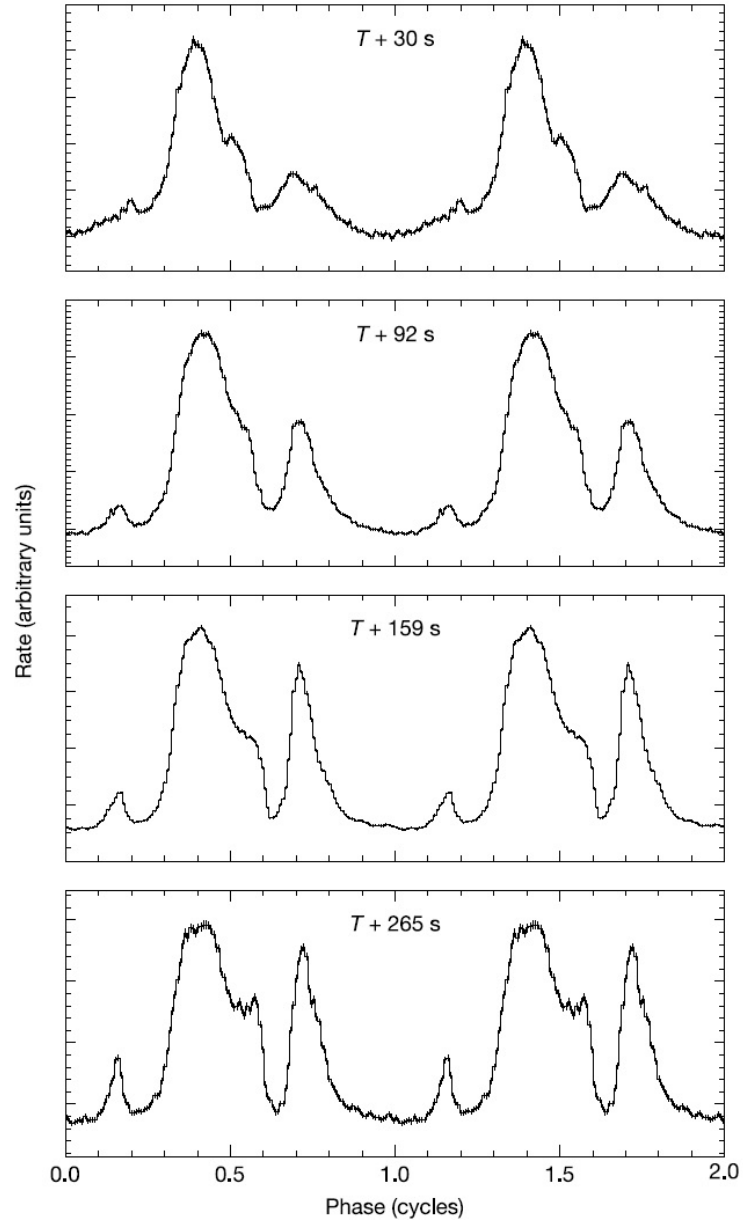 T + 30 s
T + 92 s
T + 159 s
T + 265 s
Rate (arbitrary units)
0.0 0.5 1.0 1.5 2.0
Phase (cycles)